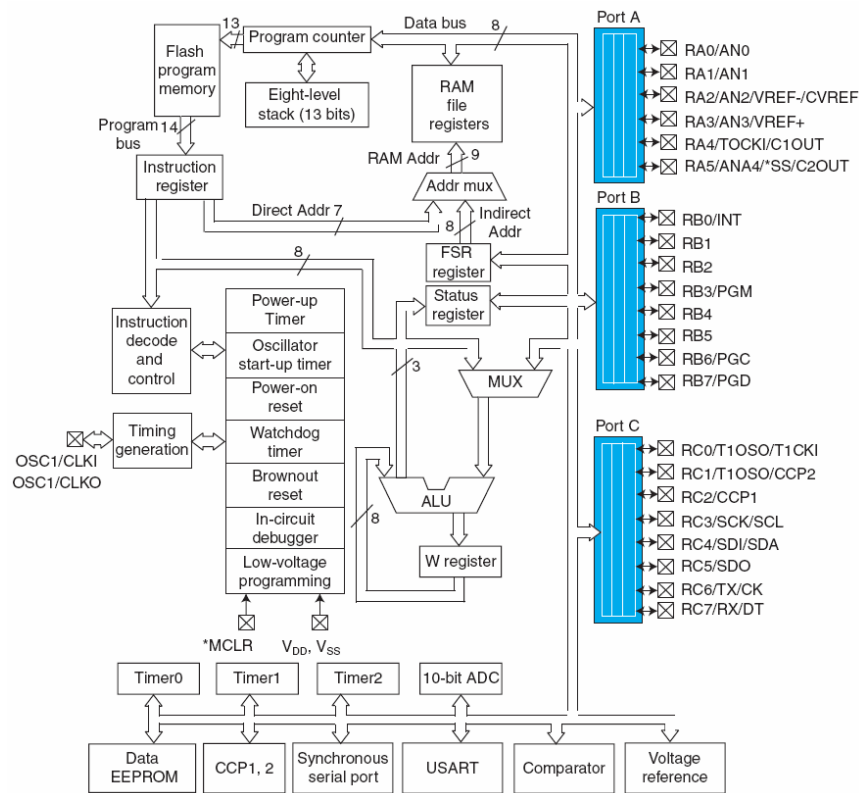 Flash
program
memory
13
Program counter
Data bus
8
Eight-level
stack (13 bits)
RAM
file
registers
Program
bus
14
Instruction
register
RAM Addr
9
Addr mux
Direct Addr 7
8
Indirect
Addr
FSR
register
8
Status
register
Instruction
decode
and
control
Power-up
Timer
Oscillator
start-up timer
Power-on
reset
Watchdog
timer
Brownout
reset
In-circuit
debugger
Low-voltage
programming
3
MUX
Timing
generation
OSC1/CLKI
OSC1/CLKO
ALU
8
W register
*MCLR
VDD, VSS
Port A
RA0/AN0
RA1/AN1
RA2/AN2/VREF-/CVREF
RA3/AN3/VREF+
RA4/TOCKI/C1OUT
RA5/ANA4/*SS/C2OUT
Port B
RB0/INT
RB1
RB2
RB3/PGM
RB4
RB5
RB6/PGC
RB7/PGD
Port C
RC0/T1OSO/T1CKI
RC1/T1OSO/CCP2
RC2/CCP1
RC3/SCK/SCL
RC4/SDI/SDA
RC5/SDO
RC6/TX/CK
RC7/RX/DT
Timer0
Timer1
Timer2
10-bit ADC
Data
EEPROM
CCP1, 2
Synchronous
serial port
USART
Comparator
Voltage
reference